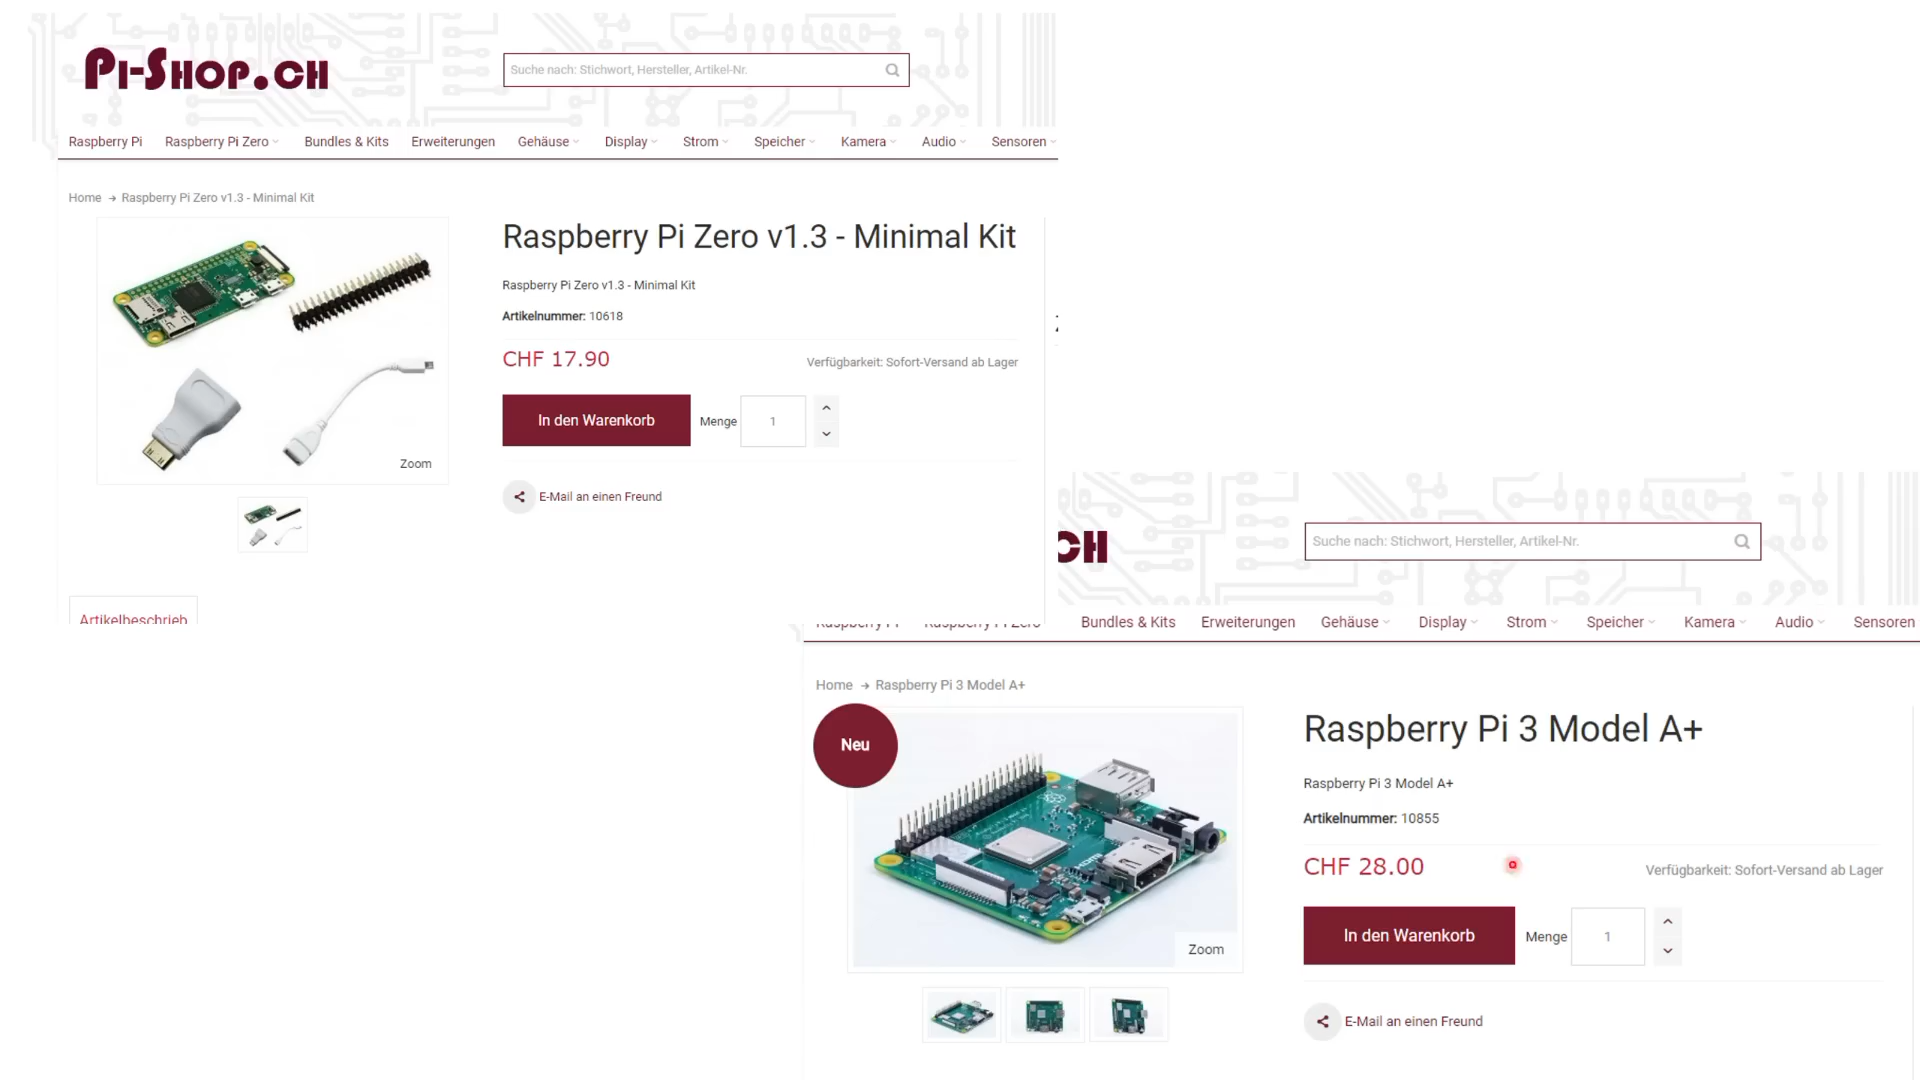 Pi-Shop.ch
Suche nach: Stichwort, Hersteller, Artikel-Nr.
Raspberry Pi Raspberry Pi Zero Bundles & Kits Erweiterungen Gehäuse Display Strom Speicher Kamera Audio Sensoren
Home → Raspberry Pi Zero v1.3 - Minimal Kit
Raspberry Pi Zero v1.3 - Minimal Kit
Raspberry Pi Zero v1.3 - Minimal Kit
Artikelnummer: 10618
CHF 17.90
Verfügbarkeit: Sofort-Versand ab Lager
In den Warenkorb
Menge
1
Zoom
E-Mail an einen Freund
Artikelbeschrieb
CH
Suche nach: Stichwort, Hersteller, Artikel-Nr.
Raspberry Pi Raspberry Pi Zero Bundles & Kits Erweiterungen Gehäuse Display Strom Speicher Kamera Audio Sensoren
Home → Raspberry Pi 3 Model A+
Neu
Raspberry Pi 3 Model A+
Raspberry Pi 3 Model A+
Artikelnummer: 10855
CHF 28.00
Verfügbarkeit: Sofort-Versand ab Lager
In den Warenkorb
Menge
1
Zoom
E-Mail an einen Freund